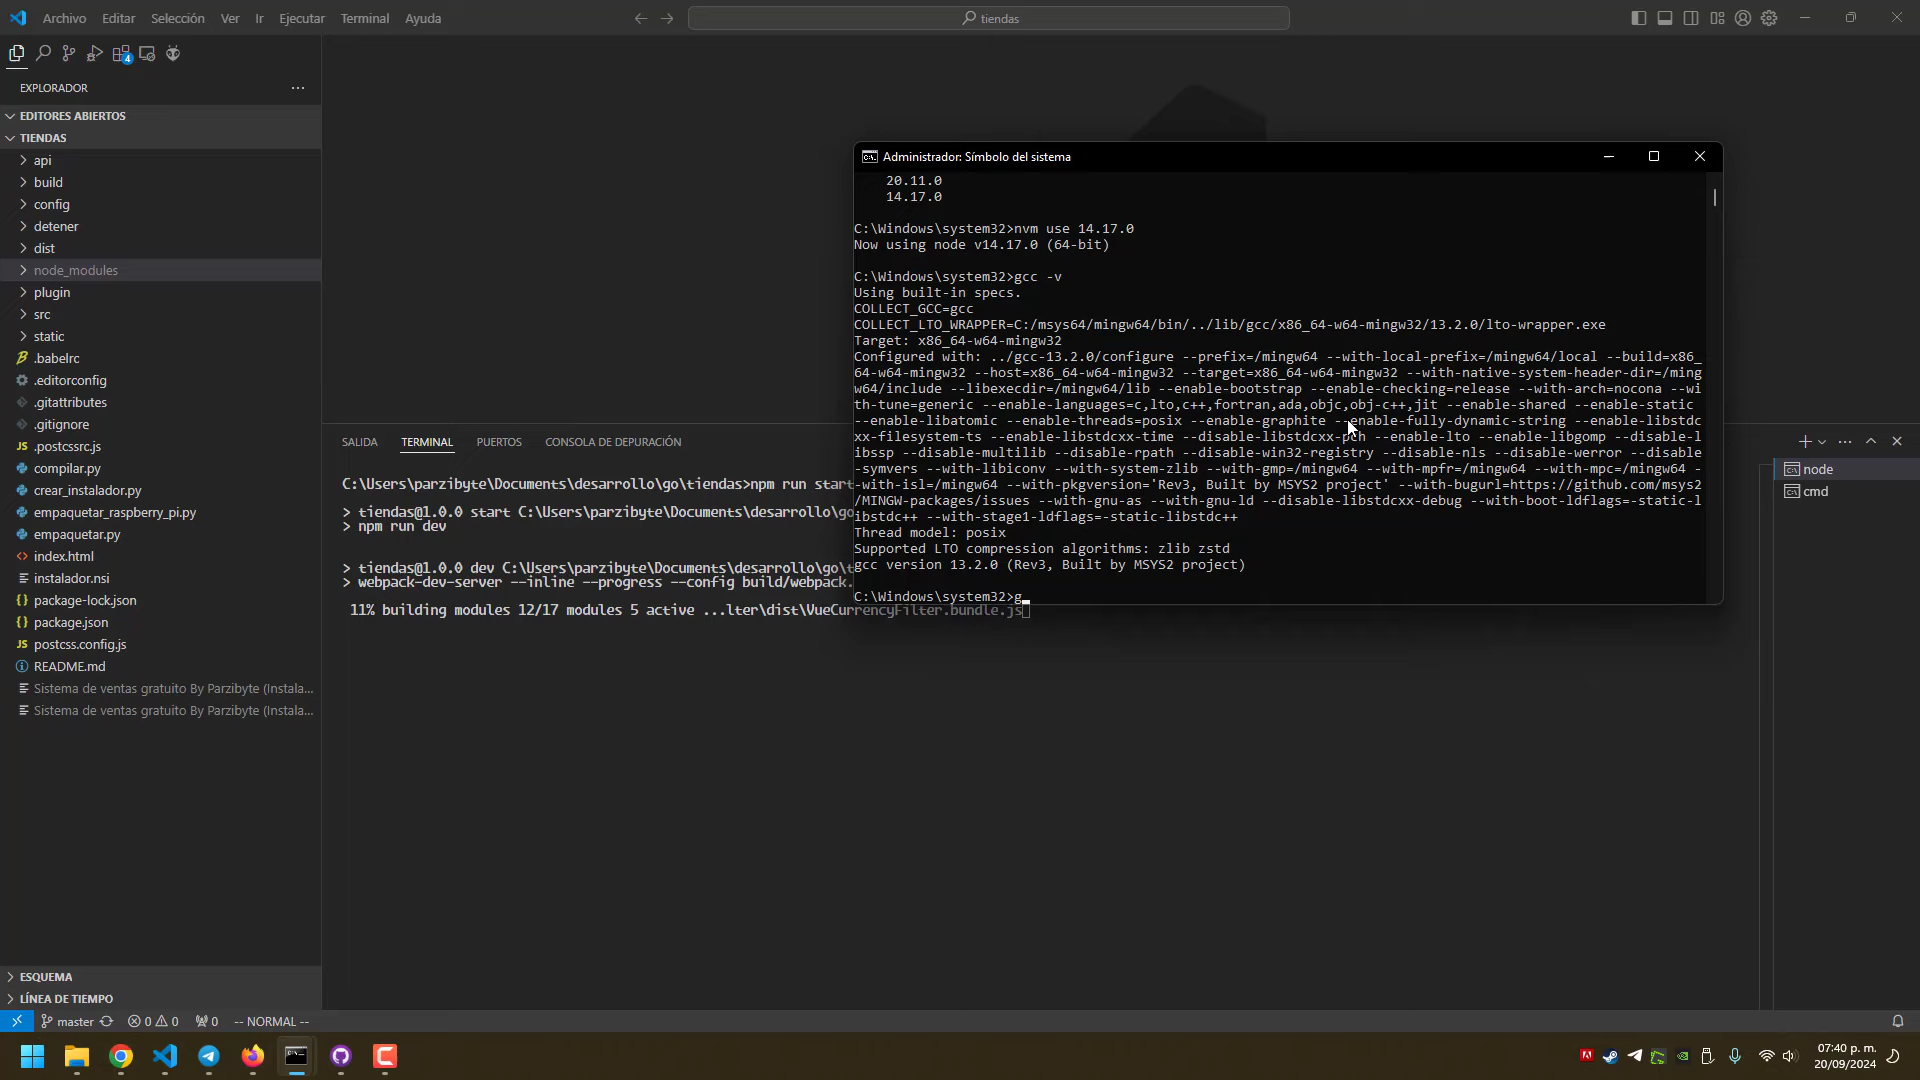 Archivo Editar Selección Ver Ir Ejecutar Terminal Ayuda
tiendas
4
EXPLORADOR
EDITORES ABIERTOS
TIENDAS
api
build
config
detener
dist
node_modules
plugin
src
static
.babelrc
.editorconfig
.gitattributes
.gitignore
JS .postcssrc.js
compilar.py
crear_instalador.py
empaquetar_raspberry_pi.py
empaquetar.py
index.html
instalador.nsi
package-lock.json
package.json
JS postcss.config.js
README.md
Sistema de ventas gratuito By Parzibyte (Instala...
Sistema de ventas gratuito By Parzibyte (Instala...
ESQUEMA
LÍNEA DE TIEMPO
SALIDA TERMINAL PUERTOS CONSOLA DE DEPURACIÓN
C:\Users\parzibyte\Documents\desarrollo\go\tiendas>npm run start
> tiendas@1.0.0 start C:\Users\parzibyte\Documents\desarrollo\go
> npm run dev
> tiendas@1.0.0 dev C:\Users\parzibyte\Documents\desarrollo\go\t
> webpack-dev-server --inline --progress --config build/webpack.
11% building modules 12/17 modules 5 active ...lter\dist\VueCurrencyFilter.bundle.js
node
cmd
Administrador: Símbolo del sistema
20.11.0
14.17.0
C:\Windows\system32>nvm use 14.17.0
Now using node v14.17.0 (64-bit)
C:\Windows\system32>gcc -v
Using built-in specs.
COLLECT_GCC=gcc
COLLECT_LTO_WRAPPER=C:/msys64/mingw64/bin/../lib/gcc/x86_64-w64-mingw32/13.2.0/lto-wrapper.exe
Target: x86_64-w64-mingw32
Configured with: ../gcc-13.2.0/configure --prefix=/mingw64 --with-local-prefix=/mingw64/local --build=x86_
64-w64-mingw32 --host=x86_64-w64-mingw32 --target=x86_64-w64-mingw32 --with-native-system-header-dir=/ming
w64/include --libexecdir=/mingw64/lib --enable-bootstrap --enable-checking=release --with-arch=nocona --wi
th-tune=generic --enable-languages=c,lto,c++,fortran,ada,objc,obj-c++,jit --enable-shared --enable-static
--enable-libatomic --enable-threads=posix --enable-graphite --enable-fully-dynamic-string --enable-libstdc
xx-filesystem-ts --enable-libstdcxx-time --disable-libstdcxx-pch --enable-lto --enable-libgomp --disable-l
ibssp --disable-multilib --disable-rpath --disable-win32-registry --disable-nls --disable-werror --disable
-symvers --with-libiconv --with-system-zlib --with-gmp=/mingw64 --with-mpfr=/mingw64 --with-mpc=/mingw64 -
-with-isl=/mingw64 --with-pkgversion='Rev3, Built by MSYS2 project' --with-bugurl=https://github.com/msys2
/MINGW-packages/issues --with-gnu-as --with-gnu-ld --disable-libstdcxx-debug --with-boot-ldflags=-static-l
ibstdc++ --with-stage1-ldflags=-static-libstdc++
Thread model: posix
Supported LTO compression algorithms: zlib zstd
gcc version 13.2.0 (Rev3, Built by MSYS2 project)
C:\Windows\system32>g
master 0 0 0 -- NORMAL --
07:40 p. m.
20/09/2024